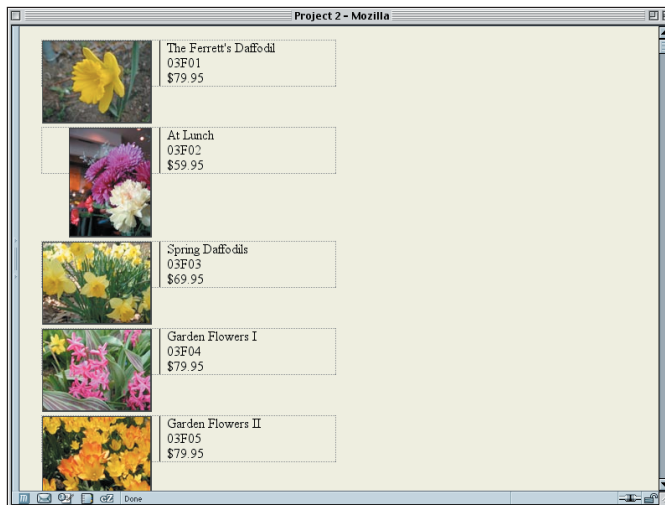 Project 2 - Mozilla
The Ferrett's Daffodil
03F01
$79.95
At Lunch
03F02
$59.95
Spring Daffodils
03F03
$69.95
Garden Flowers I
03F04
$79.95
Garden Flowers II
03F05
$79.95
Done